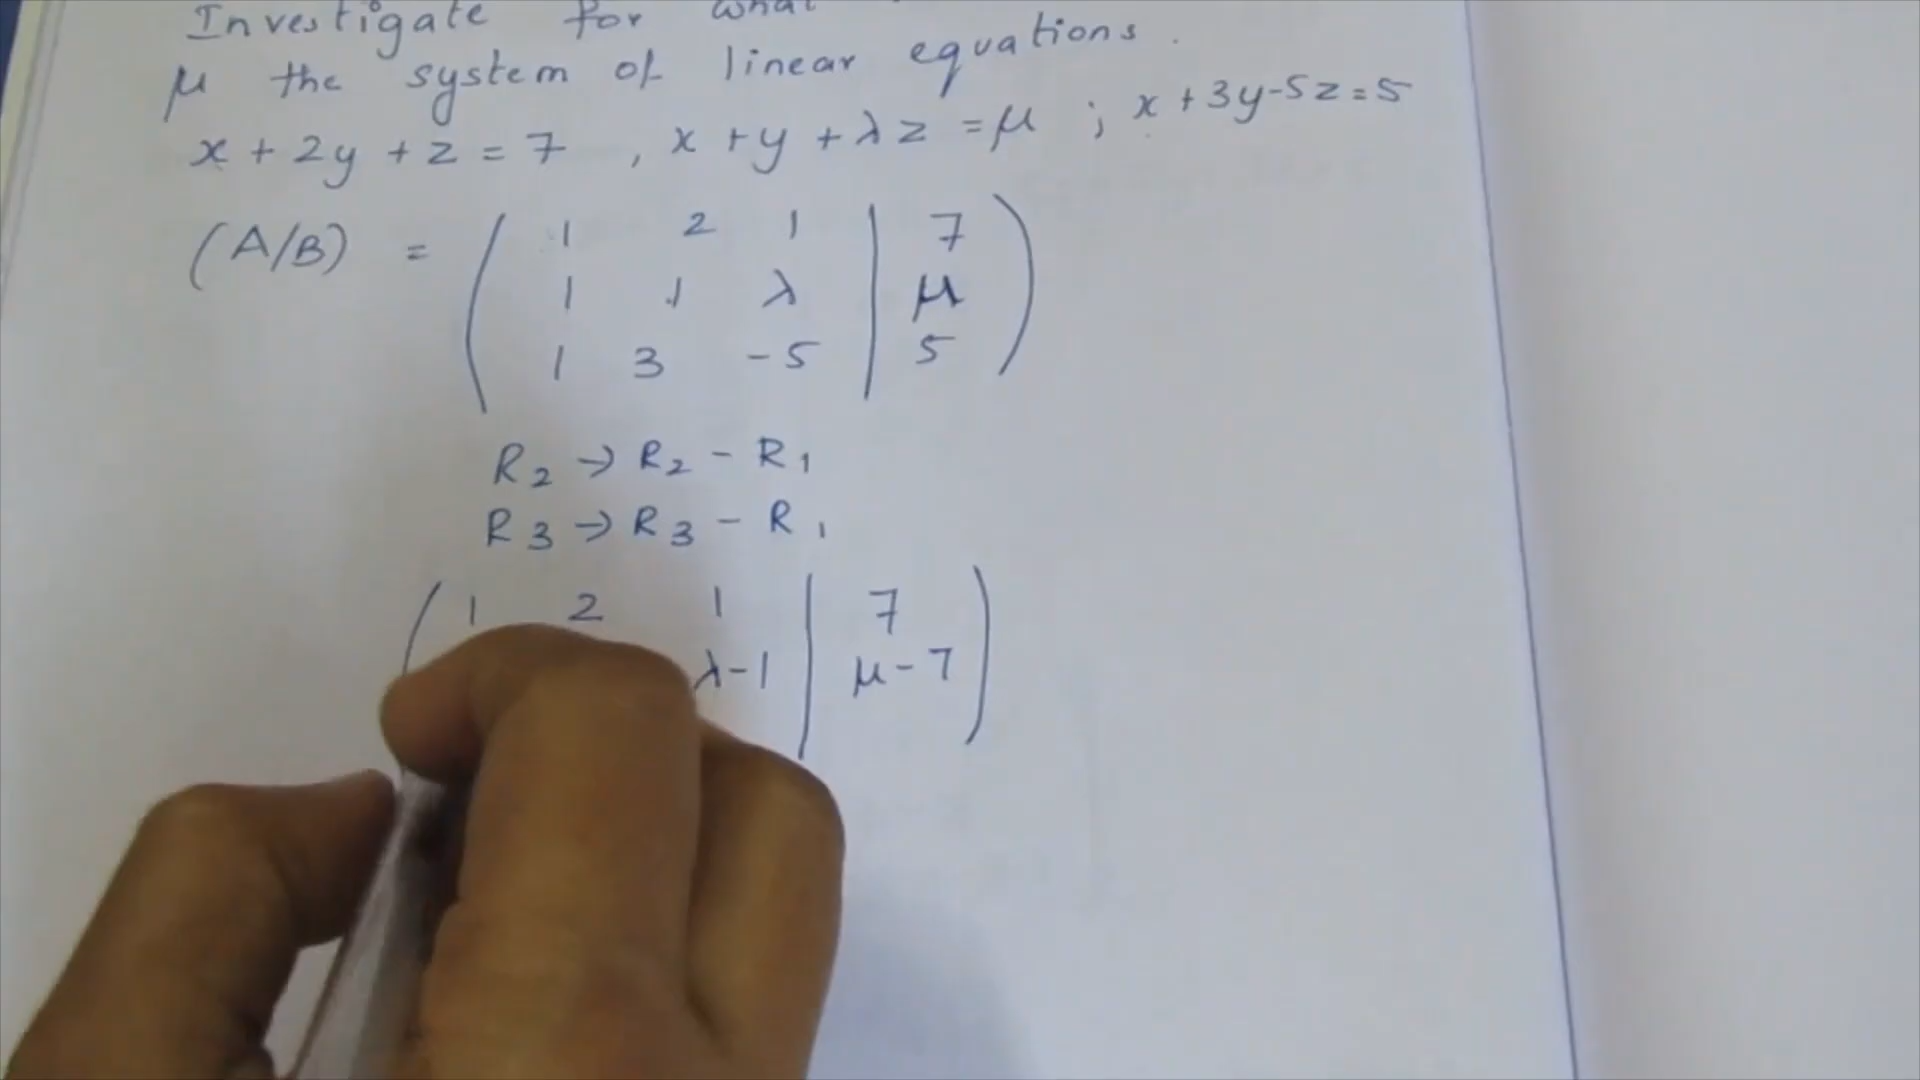 Investigate for what
μ the system of linear equations.
x + 2y + z = 7 , x + y + λz = μ ; x + 3y - 5z = 5
(A/B) = ( 1 2 1 | 7 )
1 1 λ | μ
1 3 -5 | 5
R2 → R2 - R1
R3 → R3 - R1
( 1 2 1 | 7 )
λ-1 | μ-7